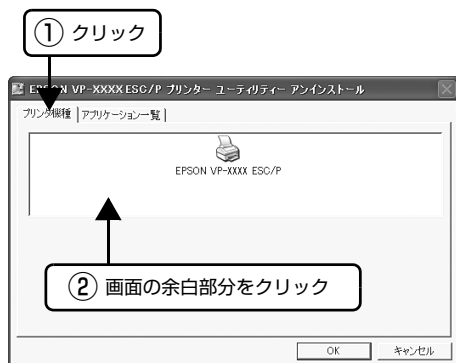 ① クリック
EPSON VP-XXXX ESC/P プリンター ユーティリティー アンインストール
プリンタ機種 アプリケーション一覧
EPSON VP-XXXX ESC/P
② 画面の余白部分をクリック
OK キャンセル